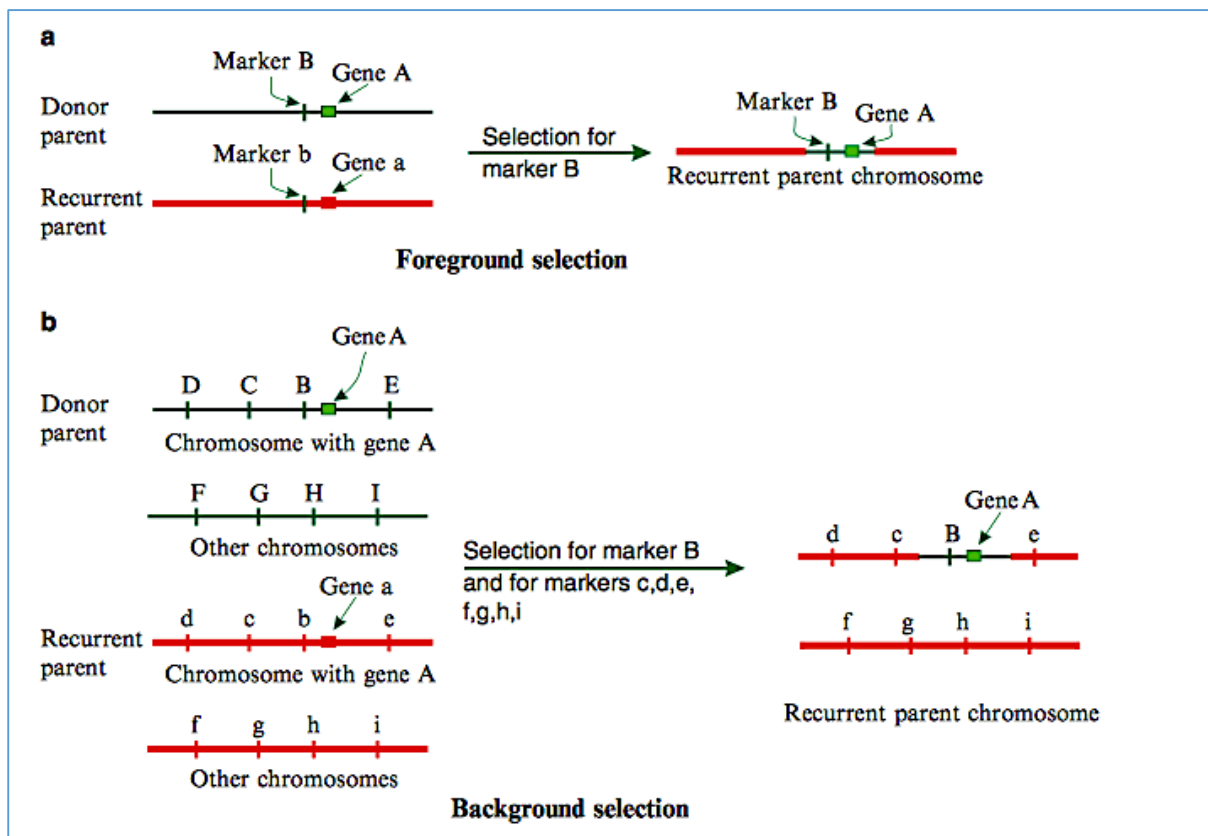 a
Marker B
Gene A
Donor
parent
Marker b
Gene a
Recurrent
parent
Selection for
marker B
Marker B
Gene A
Recurrent parent chromosome
Foreground selection
b
Gene A
D C B E
Donor
parent
Chromosome with gene A
F G H I
Other chromosomes
Gene a
d c b e
Recurrent
parent
Chromosome with gene A
f g h i
Other chromosomes
Selection for marker B
and for markers c,d,e,
f,g,h,i
Gene A
d c B e
f g h i
Recurrent parent chromosome
Background selection